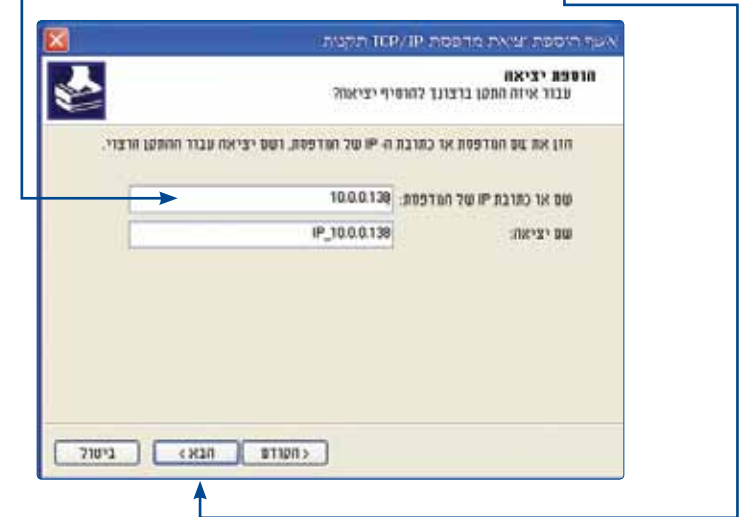 אשף הוספת יציאת מדפסת TCP/IP תקנית
הוספת יציאה
עבור איזה התקן ברצונך להוסיף יציאה?
הזן את שם המדפסת או כתובת ה- IP של המדפסת, ושם יציאה עבור ההתקן הרצוי.
שם או כתובת IP של המדפסת: 10.0.0.138
שם יציאה: IP_10.0.0.138
< הקודם הבא > ביטול